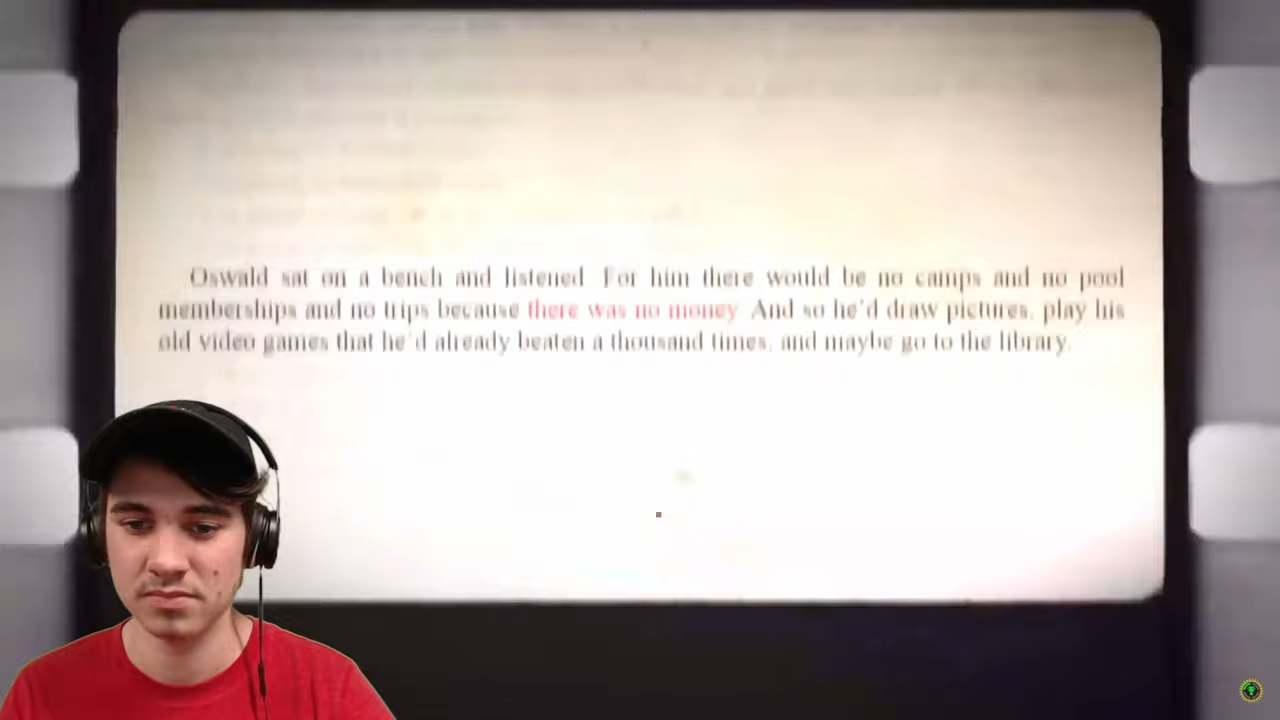 Oswald sat on a bench and listened. For him there would be no camps and no pool
memberships and no trips because there was no money. And so he'd draw pictures, play his
old video games that he'd already beaten a thousand times, and maybe go to the library.